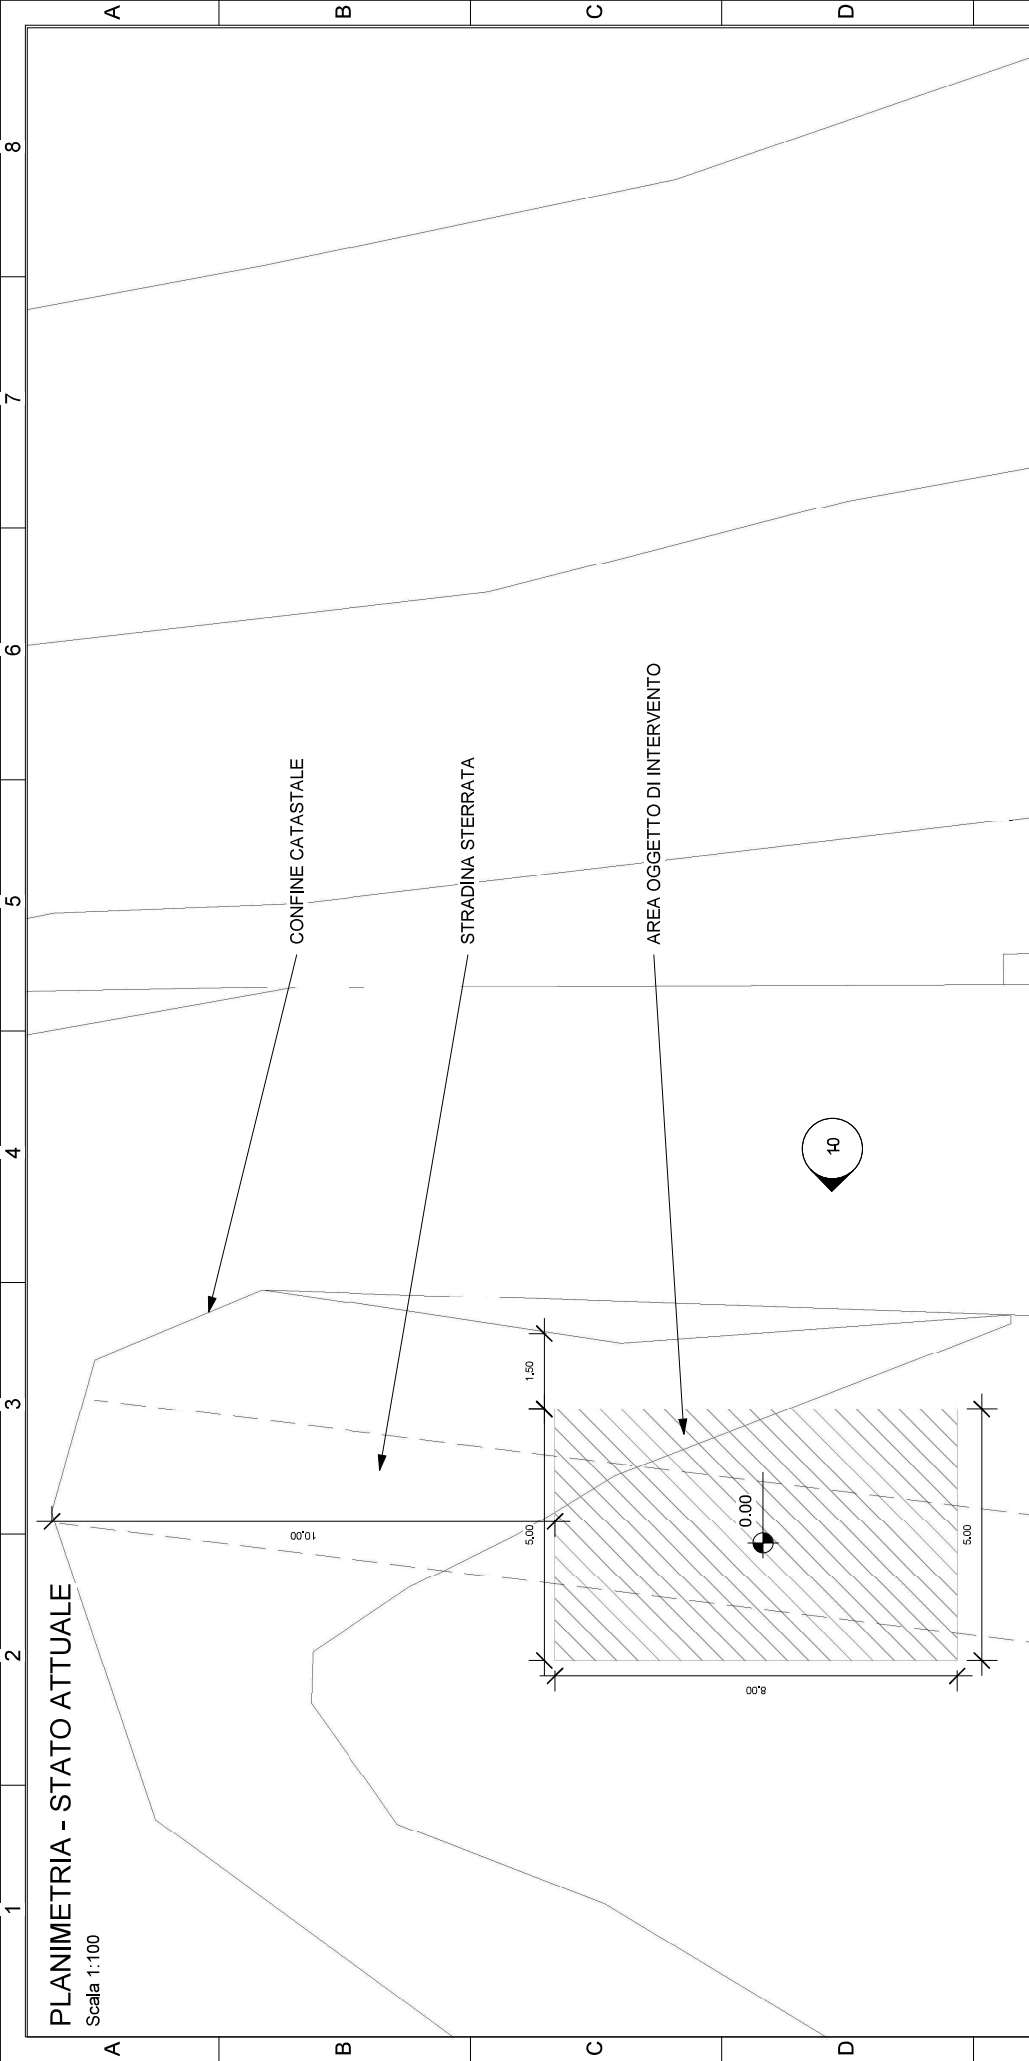 PLANIMETRIA - STATO ATTUALE
Scala 1:100
1 2 3 4 5 6 7 8
A
B
C
D
A
B
C
D
CONFINE CATASTALE
STRADINA STERRATA
AREA OGGETTO DI INTERVENTO
10.00
5.00
1.50
0.00
8.00
5.00